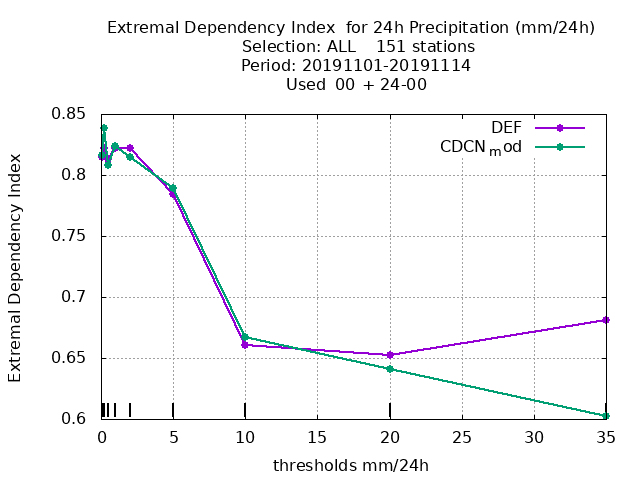 Extremal Dependency Index  for 24h Precipitation (mm/24h)
Selection: ALL    151 stations
Period: 20191101-20191114
Used  00 + 24-00
DEF
CDCN_mod
Extremal Dependency Index
0.85
0.8
0.75
0.7
0.65
0.6
0 5 10 15 20 25 30 35
thresholds mm/24h